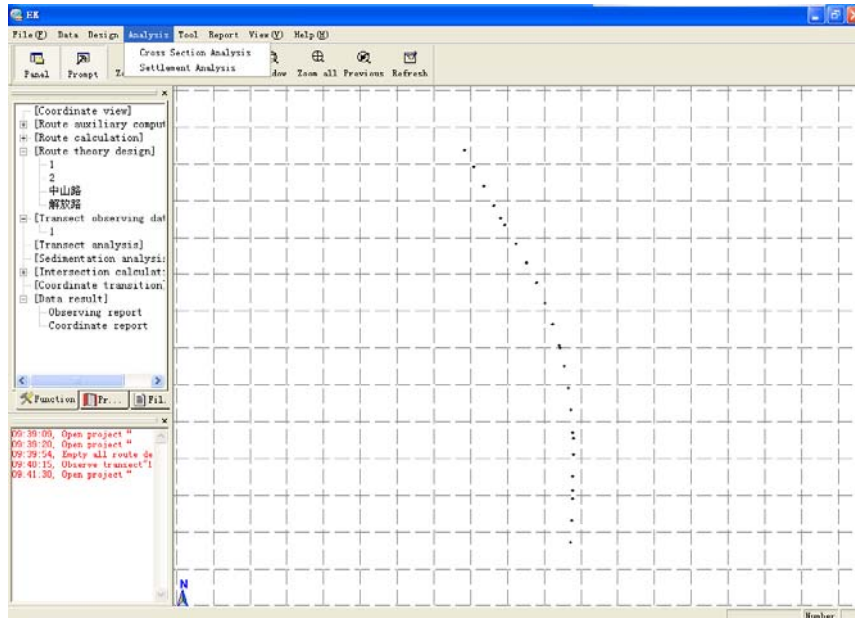 EK
File(F) Data Design Analysis Tool Report View(V) Help(H)
Cross Section Analysis
Settlement Analysis
Panel Prompt Zoom all Previous Refresh
[Coordinate view]
[Route auxiliary comput
[Route calculation]
[Route theory design]
1
2
中山路
解放路
[Transect observing dat
1
[Transect analysis]
[Sedimentation analysi
[Intersection calculat
[Coordinate transition
[Data result]
Observing report
Coordinate report
Function Pr... Fil
09:39:09, Open project "
09:39:20, Open project "
09:39:54, Empty all route de
09:40:15, Observe transect"1
09:41:30, Open project "
N
Number